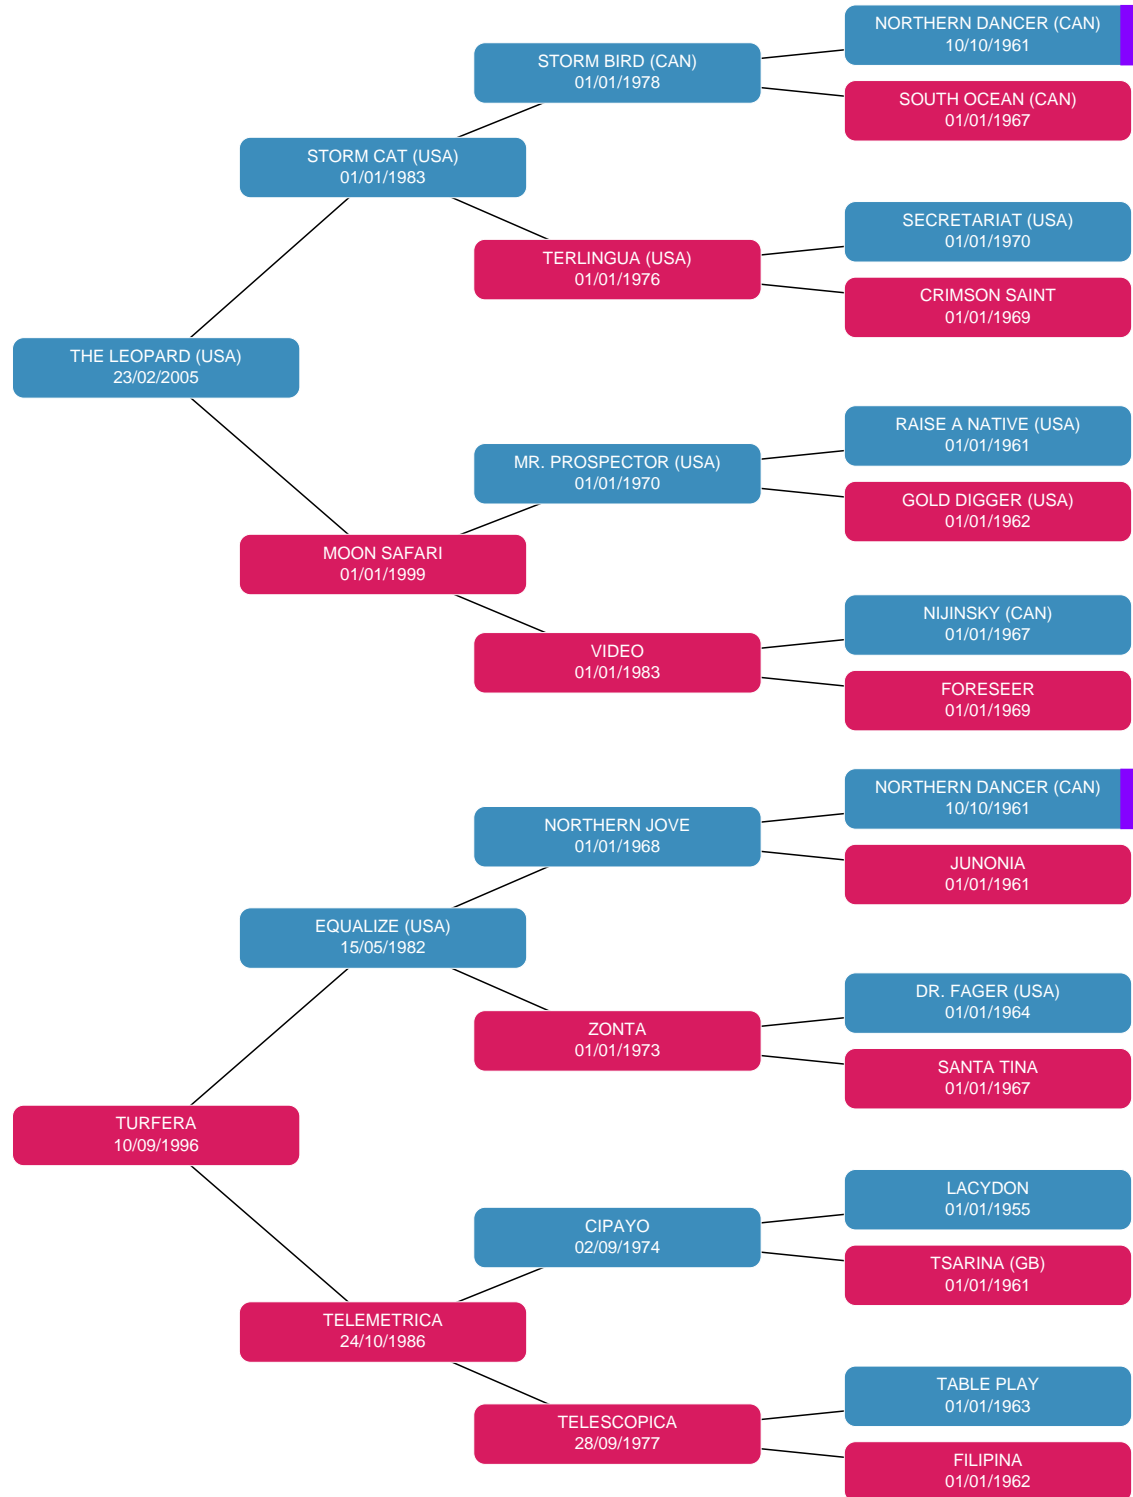 NORTHERN DANCER (CAN)
10/10/1961
STORM BIRD (CAN)
01/01/1978
SOUTH OCEAN (CAN)
01/01/1967
STORM CAT (USA)
01/01/1983
SECRETARIAT (USA)
01/01/1970
TERLINGUA (USA)
01/01/1976
CRIMSON SAINT
01/01/1969
THE LEOPARD (USA)
23/02/2005
RAISE A NATIVE (USA)
01/01/1961
MR. PROSPECTOR (USA)
01/01/1970
GOLD DIGGER (USA)
01/01/1962
MOON SAFARI
01/01/1999
NIJINSKY (CAN)
01/01/1967
VIDEO
01/01/1983
FORESEER
01/01/1969
NORTHERN DANCER (CAN)
10/10/1961
NORTHERN JOVE
01/01/1968
JUNONIA
01/01/1961
EQUALIZE (USA)
15/05/1982
DR. FAGER (USA)
01/01/1964
ZONTA
01/01/1973
SANTA TINA
01/01/1967
TURFERA
10/09/1996
LACYDON
01/01/1955
CIPAYO
02/09/1974
TSARINA (GB)
01/01/1961
TELEMETRICA
24/10/1986
TABLE PLAY
01/01/1963
TELESCOPICA
28/09/1977
FILIPINA
01/01/1962